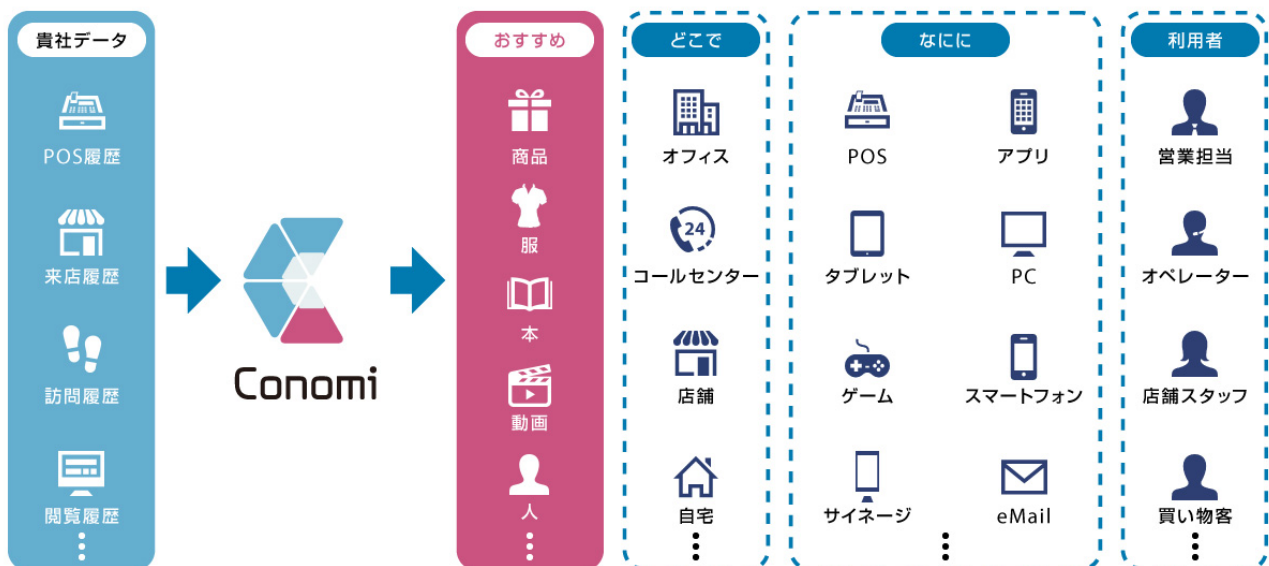 貴社データ
POS履歴
来店履歴
訪問履歴
閲覧履歴
Conomi
おすすめ
商品
服
本
動画
人
どこで
オフィス
24
コールセンター
店舗
自宅
なにに
POS
アプリ
タブレット
PC
ゲーム
スマートフォン
サイネージ
eMail
利用者
営業担当
オペレーター
店舗スタッフ
買い物客